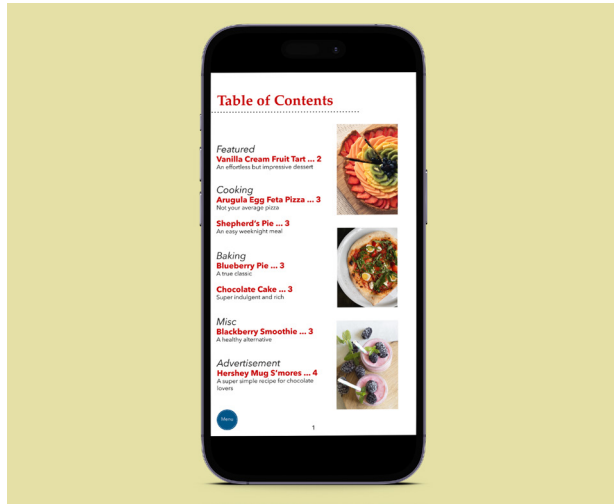 Table of Contents
Featured
Vanilla Cream Fruit Tart ... 2
An effortless but impressive dessert
Cooking
Arugula Egg Feta Pizza ... 3
Not your average pizza
Shepherd's Pie ... 3
An easy weeknight meal
Baking
Blueberry Pie ... 3
A true classic
Chocolate Cake ... 3
Super indulgent and rich
Misc
Blackberry Smoothie ... 3
A healthy alternative
Advertisement
Hershey Mug S'mores ... 4
A super simple recipe for chocolate
lovers
Menu
1